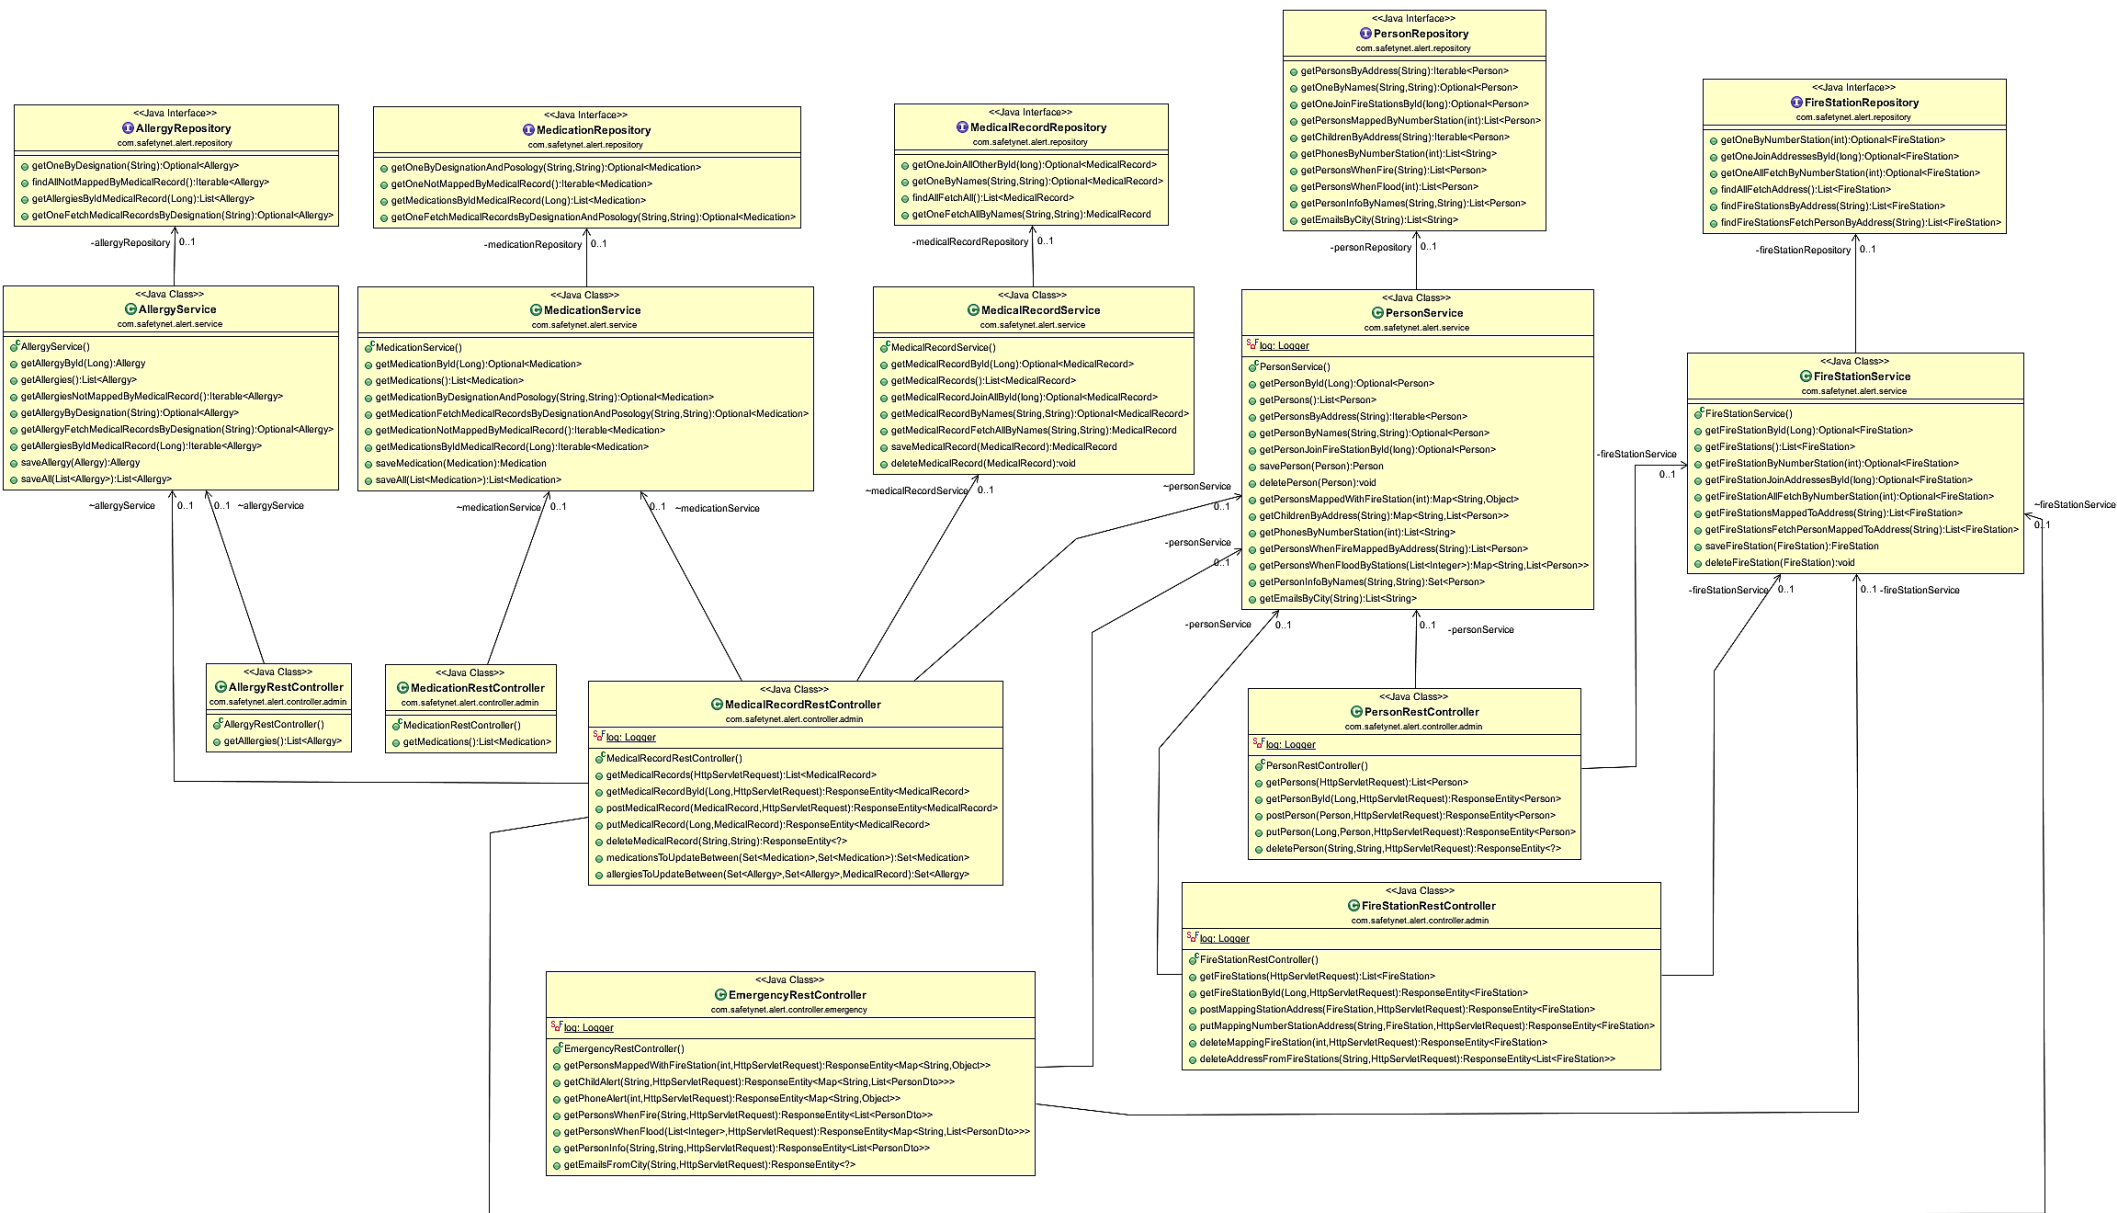 <<Java Interface>>
PersonRepository
com.safetynet.alert.repository
getPersonsByAddress(String):Iterable<Person>
getOneByNames(String,String):Optional<Person>
getOneJoinFireStationsById(long):Optional<Person>
getPersonsMappedByNumberStation(int):List<Person>
getChildrenByAddress(String):Iterable<Person>
getPhonesByNumberStation(int):List<String>
getPersonsWhenFire(String):List<Person>
getPersonsWhenFlood(int):List<Person>
getPersonInfoByNames(String,String):List<Person>
getEmailsByCity(String):List<String>
<<Java Interface>>
FireStationRepository
com.safetynet.alert.repository
getOneByNumberStation(int):Optional<FireStation>
getOneJoinAddressesById(long):Optional<FireStation>
getOneAllFetchByNumberStation(int):Optional<FireStation>
findAllFetchAddress():List<FireStation>
findFireStationsByAddress(String):List<FireStation>
findFireStationsFetchPersonByAddress(String):List<FireStation>
<<Java Interface>>
AllergyRepository
com.safetynet.alert.repository
getOneByDesignation(String):Optional<Allergy>
findAllNotMappedByMedicalRecord():Iterable<Allergy>
getAllergiesByIdMedicalRecord(Long):List<Allergy>
getOneFetchMedicalRecordsByDesignation(String):Optional<Allergy>
<<Java Interface>>
MedicationRepository
com.safetynet.alert.repository
getOneByDesignationAndPosology(String,String):Optional<Medication>
getOneNotMappedByMedicalRecord():Iterable<Medication>
getMedicationsByIdMedicalRecord(Long):List<Medication>
getOneFetchMedicalRecordsByDesignationAndPosology(String,String):Optional<Medication>
<<Java Interface>>
MedicalRecordRepository
com.safetynet.alert.repository
getOneJoinAllOtherById(long):Optional<MedicalRecord>
getOneByNames(String,String):Optional<MedicalRecord>
findAllFetchAll():List<MedicalRecord>
getOneFetchAllByNames(String,String):MedicalRecord
-allergyRepository 0..1
-medicationRepository 0..1
-medicalRecordRepository 0..1
-personRepository 0..1
-fireStationRepository 0..1
<<Java Class>>
AllergyService
com.safetynet.alert.service
AllergyService()
getAllergyById(Long):Allergy
getAllergies():List<Allergy>
getAllergiesNotMappedByMedicalRecord():Iterable<Allergy>
getAllergyByDesignation(String):Optional<Allergy>
getAllergyFetchMedicalRecordsByDesignation(String):Optional<Allergy>
getAllergiesByIdMedicalRecord(Long):Iterable<Allergy>
saveAllergy(Allergy):Allergy
saveAll(List<Allergy>):List<Allergy>
<<Java Class>>
MedicationService
com.safetynet.alert.service
MedicationService()
getMedicationById(Long):Optional<Medication>
getMedications():List<Medication>
getMedicationByDesignationAndPosology(String,String):Optional<Medication>
getMedicationFetchMedicalRecordsByDesignationAndPosology(String,String):Optional<Medication>
getMedicationNotMappedByMedicalRecord():Iterable<Medication>
getMedicationsByIdMedicalRecord(Long):Iterable<Medication>
saveMedication(Medication):Medication
saveAll(List<Medication>):List<Medication>
<<Java Class>>
MedicalRecordService
com.safetynet.alert.service
MedicalRecordService()
getMedicalRecordById(Long):Optional<MedicalRecord>
getMedicalRecords():List<MedicalRecord>
getMedicalRecordJoinAllById(long):Optional<MedicalRecord>
getMedicalRecordByNames(String,String):Optional<MedicalRecord>
getMedicalRecordFetchAllByNames(String,String):MedicalRecord
saveMedicalRecord(MedicalRecord):MedicalRecord
deleteMedicalRecord(MedicalRecord):void
<<Java Class>>
PersonService
com.safetynet.alert.service
log: Logger
PersonService()
getPersonById(Long):Optional<Person>
getPersons():List<Person>
getPersonsByAddress(String):Iterable<Person>
getPersonByNames(String,String):Optional<Person>
getPersonJoinFireStationById(long):Optional<Person>
savePerson(Person):Person
deletePerson(Person):void
getPersonsMappedWithFireStation(int):Map<String,Object>
getChildrenByAddress(String):Map<String,List<Person>>
getPhonesByNumberStation(int):List<String>
getPersonsWhenFireMappedByAddress(String):List<Person>
getPersonsWhenFloodByStations(List<Integer>):Map<String,List<Person>>
getPersonInfoByNames(String,String):Set<Person>
getEmailsByCity(String):List<String>
<<Java Class>>
FireStationService
com.safetynet.alert.service
FireStationService()
getFireStationById(Long):Optional<FireStation>
getFireStations():List<FireStation>
getFireStationByNumberStation(int):Optional<FireStation>
getFireStationJoinAddressesById(long):Optional<FireStation>
getFireStationAllFetchByNumberStation(int):Optional<FireStation>
getFireStationsMappedToAddress(String):List<FireStation>
getFireStationsFetchPersonMappedToAddress(String):List<FireStation>
saveFireStation(FireStation):FireStation
deleteFireStation(FireStation):void
~allergyService 0..1
0..1 ~allergyService
~medicationService 0..1
0..1 ~medicationService
~medicalRecordService 0..1
~personService
0..1
-personService
0..1
-personService 0..1
0..1 -personService
-fireStationService
0..1
~fireStationService
0..1
-fireStationService 0..1
0..1 -fireStationService
<<Java Class>>
AllergyRestController
com.safetynet.alert.controller.admin
AllergyRestController()
getAlllergies():List<Allergy>
<<Java Class>>
MedicationRestController
com.safetynet.alert.controller.admin
MedicationRestController()
getMedications():List<Medication>
<<Java Class>>
MedicalRecordRestController
com.safetynet.alert.controller.admin
log: Logger
MedicalRecordRestController()
getMedicalRecords(HttpServletRequest):List<MedicalRecord>
getMedicalRecordById(Long,HttpServletRequest):ResponseEntity<MedicalRecord>
postMedicalRecord(MedicalRecord,HttpServletRequest):ResponseEntity<MedicalRecord>
putMedicalRecord(Long,MedicalRecord):ResponseEntity<MedicalRecord>
deleteMedicalRecord(String,String):ResponseEntity<?>
medicationsToUpdateBetween(Set<Medication>,Set<Medication>):Set<Medication>
allergiesToUpdateBetween(Set<Allergy>,Set<Allergy>,MedicalRecord):Set<Allergy>
<<Java Class>>
PersonRestController
com.safetynet.alert.controller.admin
log: Logger
PersonRestController()
getPersons(HttpServletRequest):List<Person>
getPersonById(Long,HttpServletRequest):ResponseEntity<Person>
postPerson(Person,HttpServletRequest):ResponseEntity<Person>
putPerson(Long,Person,HttpServletRequest):ResponseEntity<Person>
deletePerson(String,String,HttpServletRequest):ResponseEntity<?>
<<Java Class>>
FireStationRestController
com.safetynet.alert.controller.admin
log: Logger
FireStationRestController()
getFireStations(HttpServletRequest):List<FireStation>
getFireStationById(Long,HttpServletRequest):ResponseEntity<FireStation>
postMappingStationAddress(FireStation,HttpServletRequest):ResponseEntity<FireStation>
putMappingNumberStationAddress(String,FireStation,HttpServletRequest):ResponseEntity<FireStation>
deleteMappingFireStation(int,HttpServletRequest):ResponseEntity<FireStation>
deleteAddressFromFireStations(String,HttpServletRequest):ResponseEntity<List<FireStation>>
<<Java Class>>
EmergencyRestController
com.safetynet.alert.controller.emergency
log: Logger
EmergencyRestController()
getPersonsMappedWithFireStation(int,HttpServletRequest):ResponseEntity<Map<String,Object>>
getChildAlert(String,HttpServletRequest):ResponseEntity<Map<String,List<PersonDto>>>
getPhoneAlert(int,HttpServletRequest):ResponseEntity<Map<String,Object>>
getPersonsWhenFire(String,HttpServletRequest):ResponseEntity<List<PersonDto>>
getPersonsWhenFlood(List<Integer>,HttpServletRequest):ResponseEntity<Map<String,List<PersonDto>>>
getPersonInfo(String,String,HttpServletRequest):ResponseEntity<List<PersonDto>>
getEmailsFromCity(String,HttpServletRequest):ResponseEntity<?>